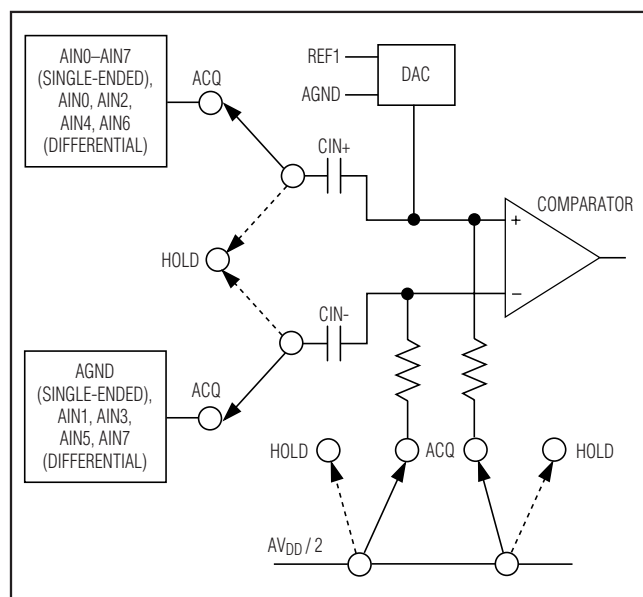 AIN0–AIN7
(SINGLE-ENDED),
AIN0, AIN2,
AIN4, AIN6
(DIFFERENTIAL)
ACQ
REF1
AGND
DAC
CIN+
COMPARATOR
+
−
HOLD
CIN-
AGND
(SINGLE-ENDED),
AIN1, AIN3,
AIN5, AIN7
(DIFFERENTIAL)
ACQ
HOLD
ACQ
HOLD
AVDD / 2